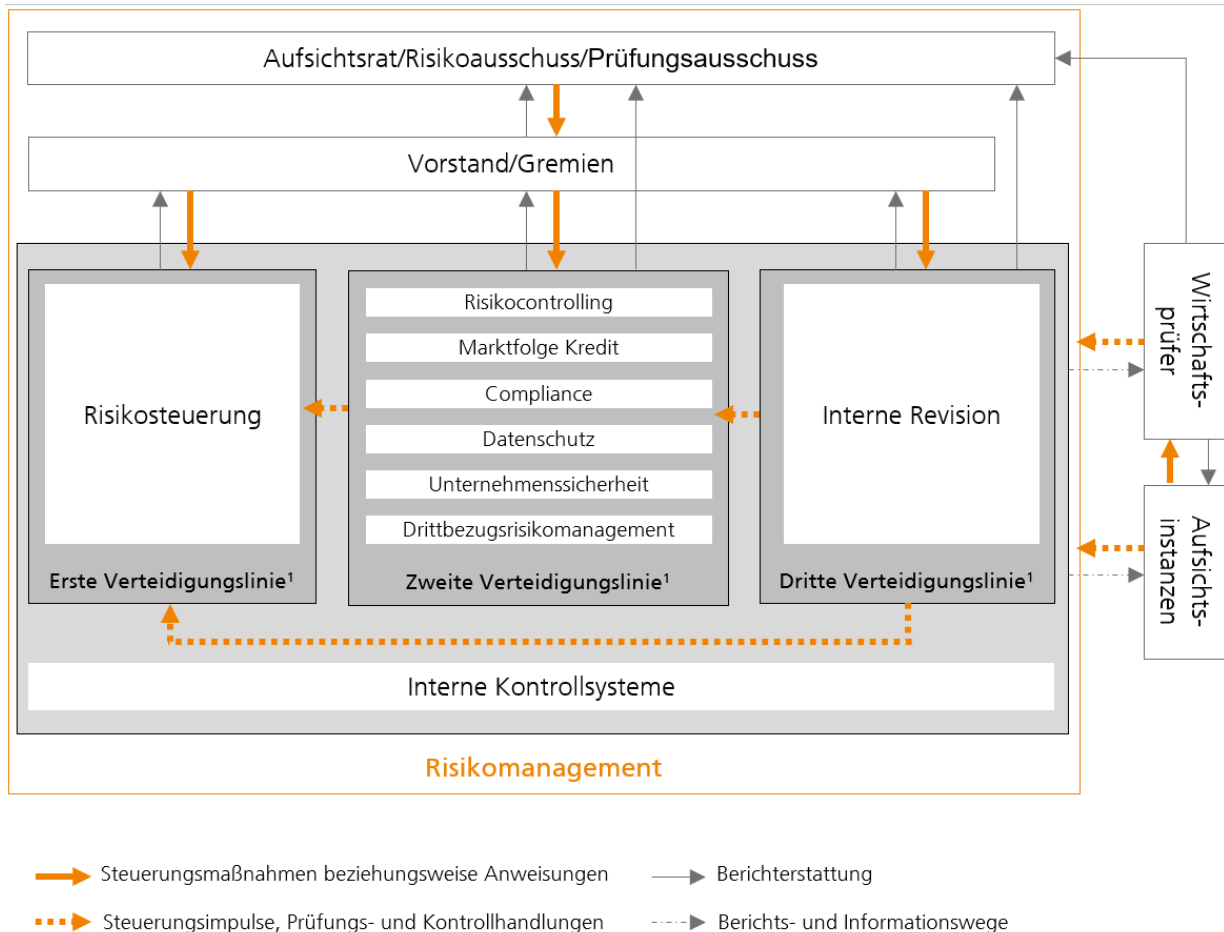 Aufsichtsrat/Risikoausschuss/Prüfungsausschuss
Vorstand/Gremien
Risikosteuerung
Erste Verteidigungslinie¹
Risikocontrolling
Marktfolge Kredit
Compliance
Datenschutz
Unternehmenssicherheit
Drittbezugsrisikomanagement
Zweite Verteidigungslinie¹
Interne Revision
Dritte Verteidigungslinie¹
Interne Kontrollsysteme
Risikomanagement
Wirtschafts-
prüfer
Aufsichts-
instanzen
Steuerungsmaßnahmen beziehungsweise Anweisungen
Berichterstattung
Steuerungsimpulse, Prüfungs- und Kontrollhandlungen
Berichts- und Informationswege